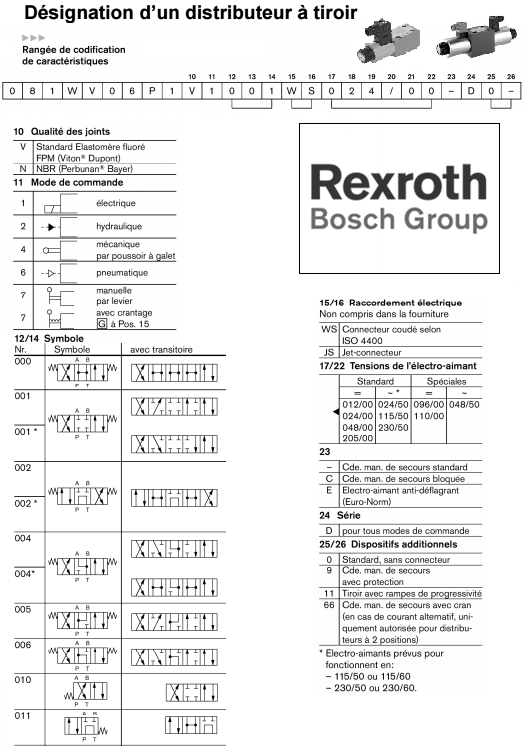 Désignation d'un distributeur à tiroir
Rangée de codification
de caractéristiques
10 11 12 13 14 15 16 17 18 19 20 21 22 23 24 25 26
0 8 1 W V 0 6 P 1 V 1 0 0 1 W S 0 2 4 / 0 0 – D 0 –
10 Qualité des joints
V Standard Elastomère fluoré
FPM (Viton® Dupont)
N NBR (Perbunan® Bayer)
11 Mode de commande
1 électrique
2 hydraulique
4 mécanique
par poussoir à galet
6 pneumatique
7 manuelle
par levier
7 avec crantage
G à Pos. 15
12/14 Symbole
Nr. Symbole avec transitoire
000
A B
P T
001
A B
001 *
P T
002
A B
002 *
P T
004
A B
004*
P T
005
A B
P T
006
A B
P T
010
A B
P T
011
A B
P T
Rexroth
Bosch Group
15/16 Raccordement électrique
Non compris dans la fourniture
WS Connecteur coudé selon
ISO 4400
JS Jet-connecteur
17/22 Tensions de l'électro-aimant
Standard Spéciales
= ~ * = ~
012/00 024/50 096/00 048/50
024/00 115/50 110/00
048/00 230/50
205/00
23
– Cde. man. de secours standard
C Cde. man. de secours bloquée
E Electro-aimant anti-déflagrant
(Euro-Norm)
24 Série
D pour tous modes de commande
25/26 Dispositifs additionnels
0 Standard, sans connecteur
9 Cde. man. de secours
avec protection
11 Tiroir avec rampes de progressivité
66 Cde. man. de secours avec cran
(en cas de courant alternatif, uni-
quement autorisée pour distribu-
teurs à 2 positions)
* Electro-aimants prévus pour
fonctionnent en:
– 115/50 ou 115/60
– 230/50 ou 230/60.